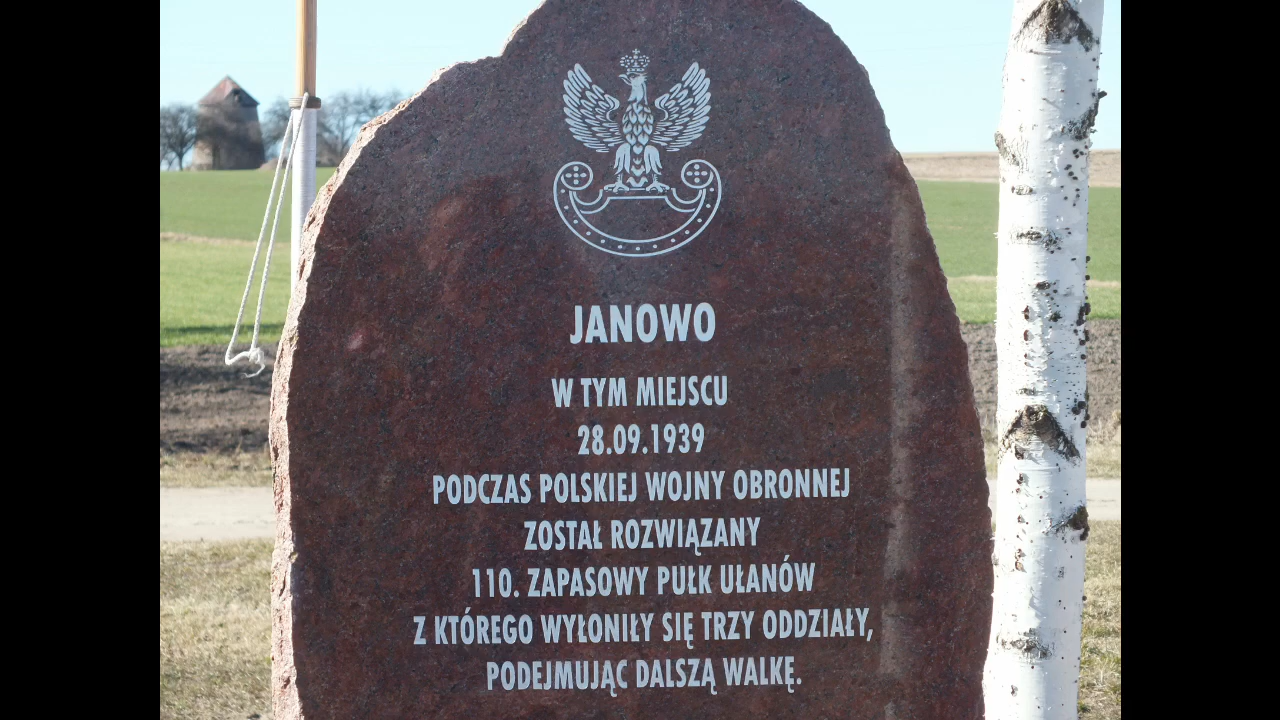 JANOWO
W TYM MIEJSCU
28.09.1939
PODCZAS POLSKIEJ WOJNY OBRONNEJ
ZOSTAŁ ROZWIĄZANY
110. ZAPASOWY PUŁK UŁANÓW
Z KTÓREGO WYŁONIŁY SIĘ TRZY ODDZIAŁY,
PODEJMUJĄC DALSZĄ WALKĘ.